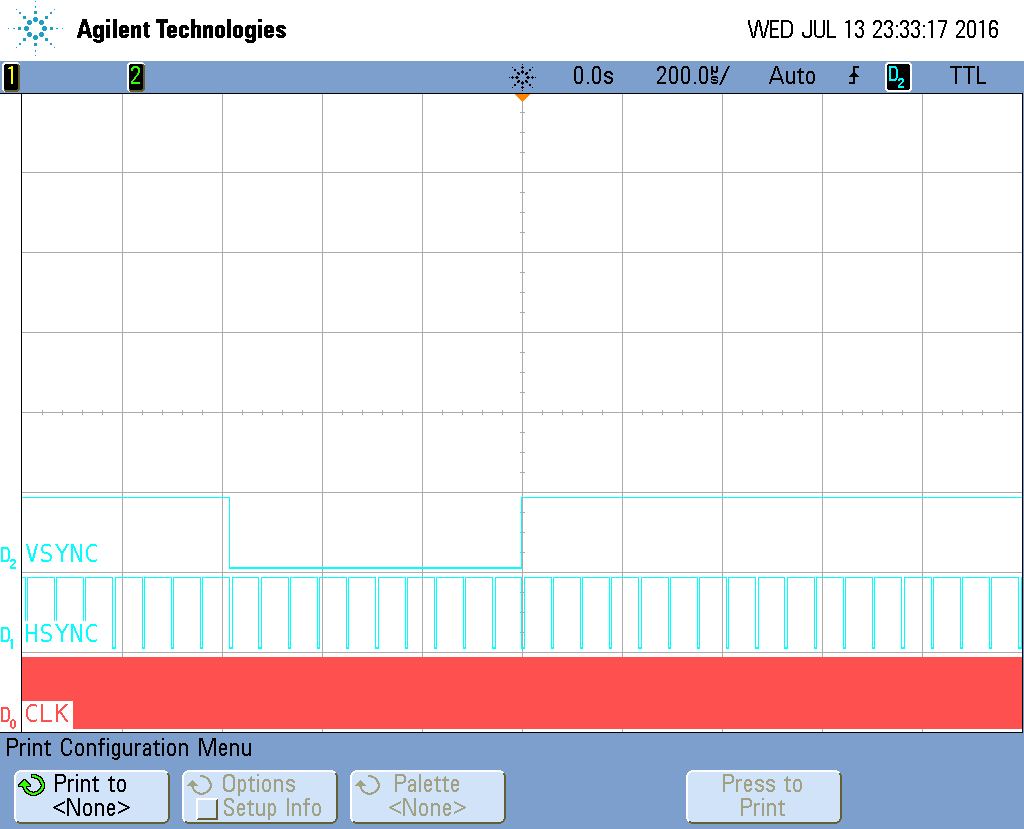 Agilent Technologies
WED JUL 13 23:33:17 2016
1 2 0.0s 200.0µs/ Auto D2 TTL
D2 VSYNC
D1 HSYNC
D0 CLK
Print Configuration Menu
Print to
<None>
Options
Setup Info
Palette
<None>
Press to
Print